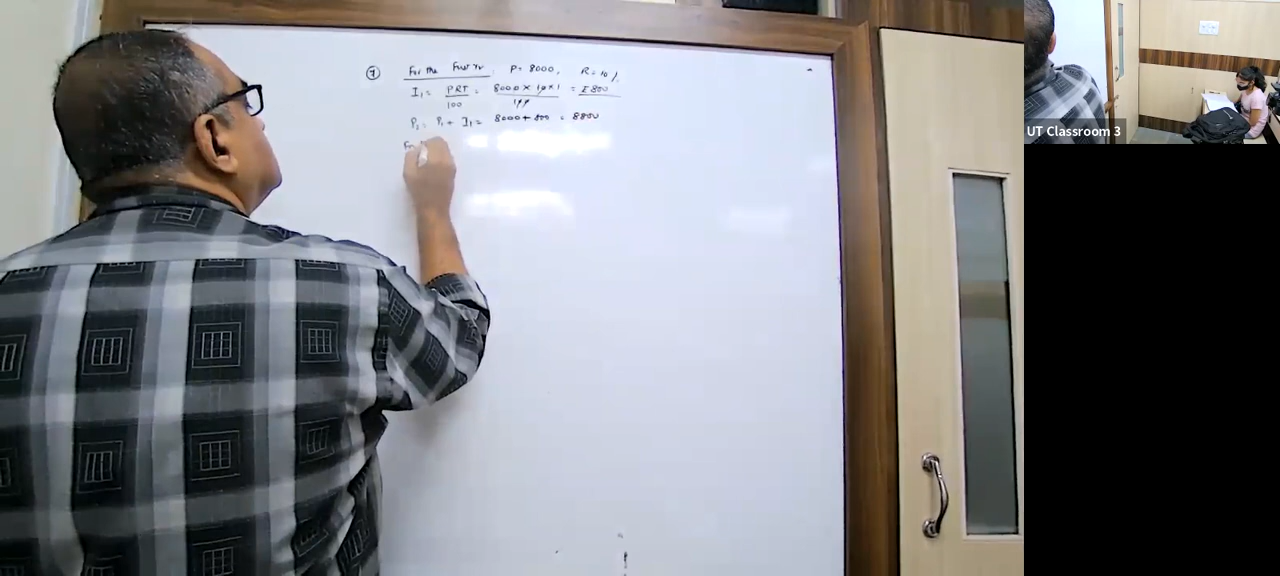 ⑦ For the First yr, P= 8000, R= 10%
I₁= PRT/100 = 8000 × 10 × 1/100 = ₹ 800
P₂ = P₁ + I₁ = 8000 + 800 = 8800
Fo
UT Classroom 3